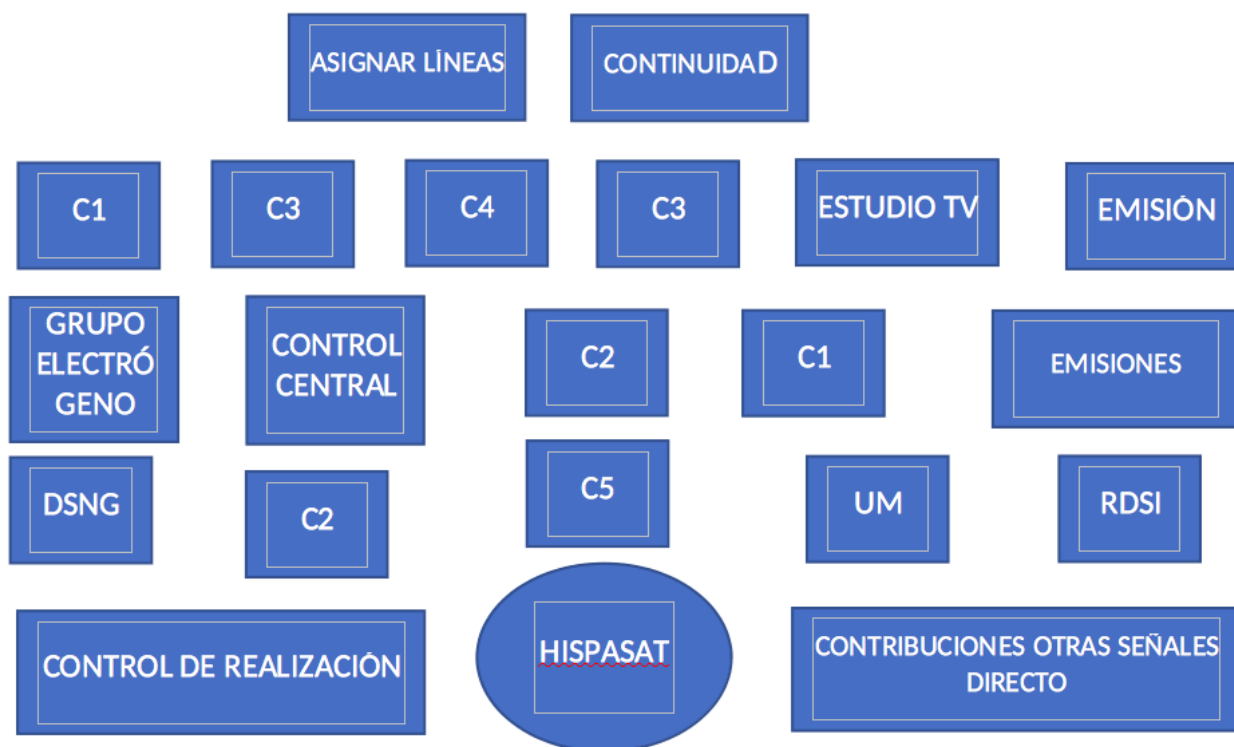 ASIGNAR LÍNEAS
CONTINUIDAD
C1
C3
C4
C3
ESTUDIO TV
EMISIÓN
GRUPO
ELECTRÓ
GENO
CONTROL
CENTRAL
C2
C1
EMISIONES
DSNG
C2
C5
UM
RDSI
CONTROL DE REALIZACIÓN
HISPASAT
CONTRIBUCIONES OTRAS SEÑALES
DIRECTO